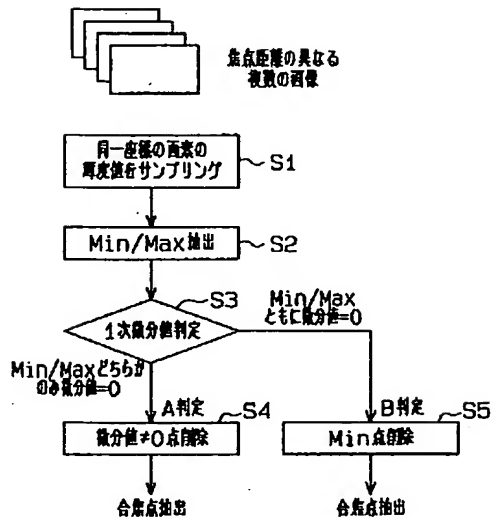 焦点距離の異なる
複数の画像
同一座標の画素の
輝度値をサンプリング
S1
Min/Max抽出
S2
S3
1次微分値判定
Min/Max
ともに微分値=0
Min/Maxどちらか
のみ微分値=0
A判定
S4
B判定
S5
微分値≠0点削除
Min点削除
合焦点抽出
合焦点抽出